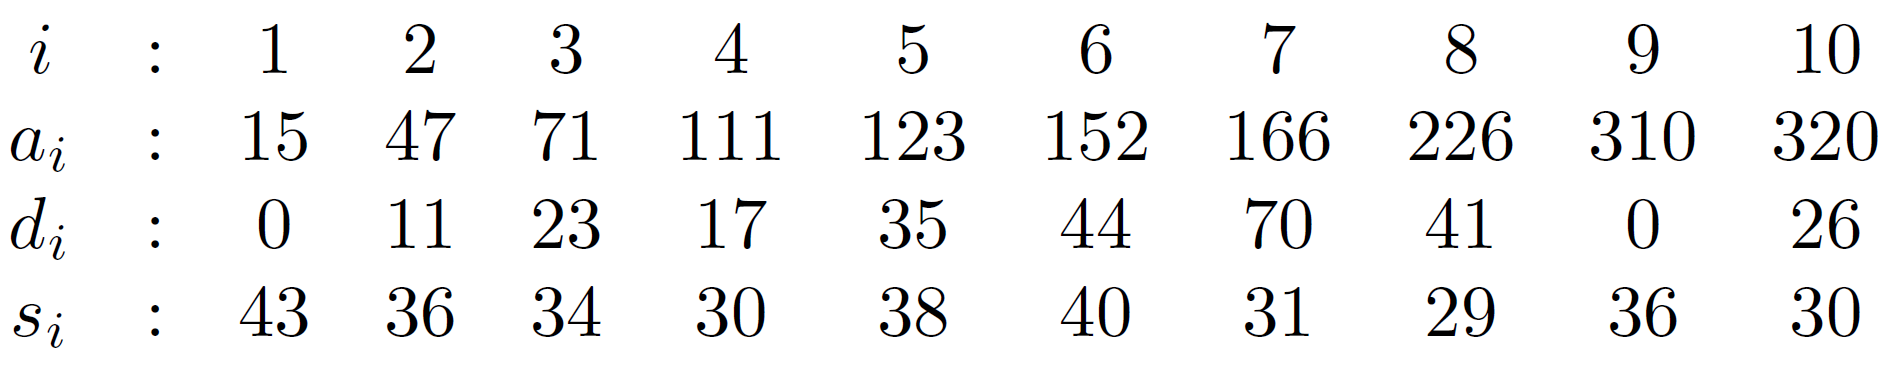 i : 1 2 3 4 5 6 7 8 9 10
a_i : 15 47 71 111 123 152 166 226 310 320
d_i : 0 11 23 17 35 44 70 41 0 26
s_i : 43 36 34 30 38 40 31 29 36 30